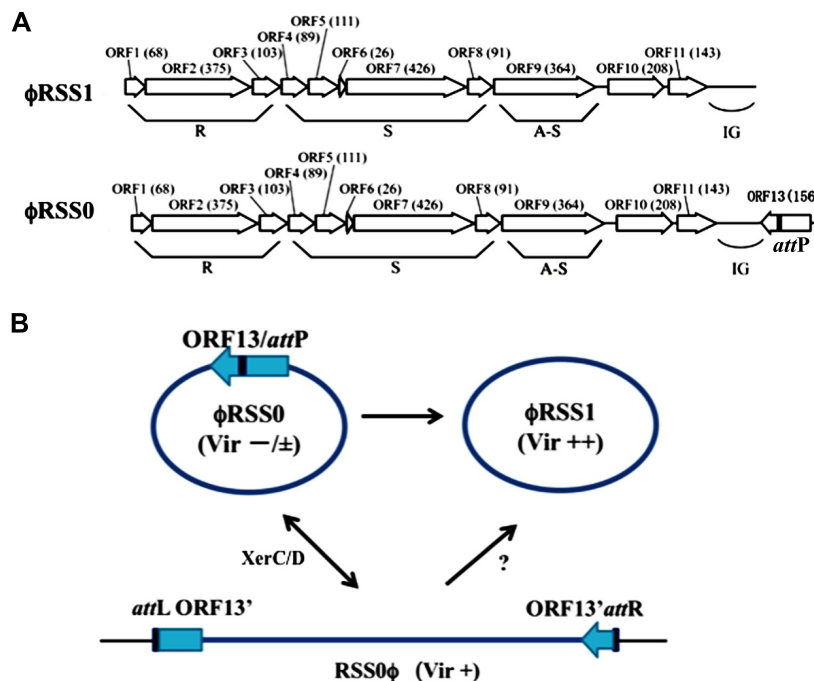 A
ORF5 (111)
ORF4 (89)
ORF1 (68) ORF3 (103) ORF6 (26) ORF8 (91) ORF11 (143)
ORF2 (375) ORF7 (426) ORF9 (364) ORF10 (208)
ϕRSS1
R S A-S IG
ORF5 (111)
ORF4 (89)
ORF1 (68) ORF3 (103) ORF6 (26) ORF8 (91) ORF11 (143) ORF13 (156
ORF2 (375) ORF7 (426) ORF9 (364) ORF10 (208)
ϕRSS0
attP
R S A-S IG
B
ORF13/attP
ϕRSS0
(Vir −/±)
ϕRSS1
(Vir ++)
XerC/D
?
attL ORF13'
ORF13' attR
RSS0ϕ (Vir +)